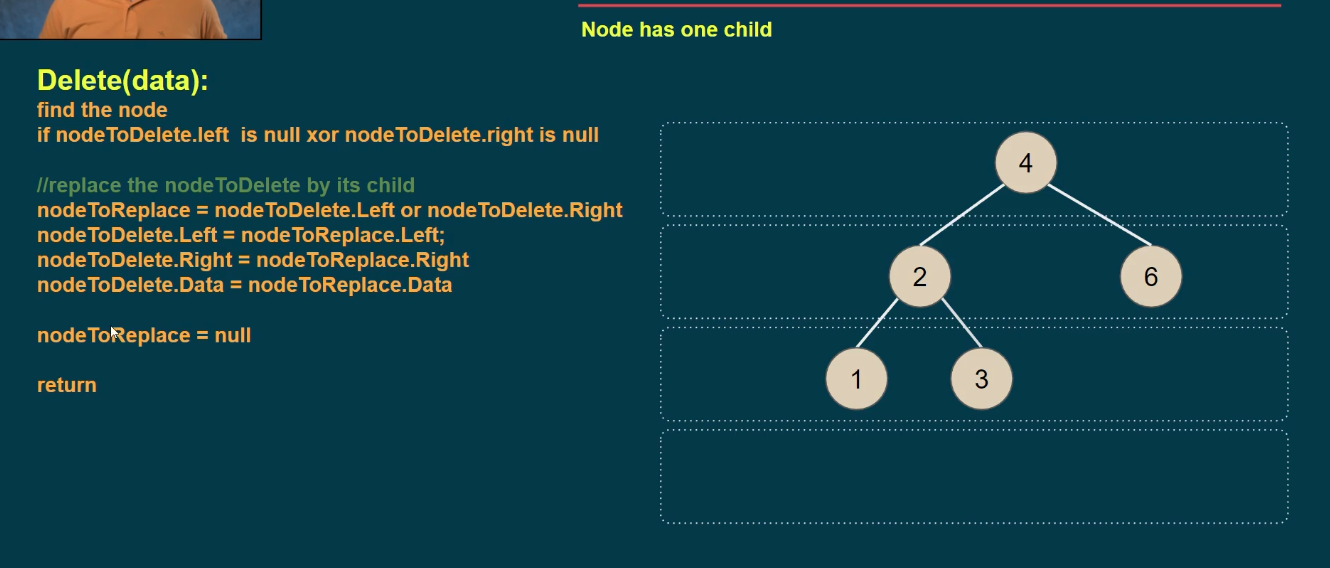 Node has one child
Delete(data):
find the node
if nodeToDelete.left is null xor nodeToDelete.right is null
//replace the nodeToDelete by its child
nodeToReplace = nodeToDelete.Left or nodeToDelete.Right
nodeToDelete.Left = nodeToReplace.Left;
nodeToDelete.Right = nodeToReplace.Right
nodeToDelete.Data = nodeToReplace.Data
nodeToReplace = null
return
4
2 6
1 3